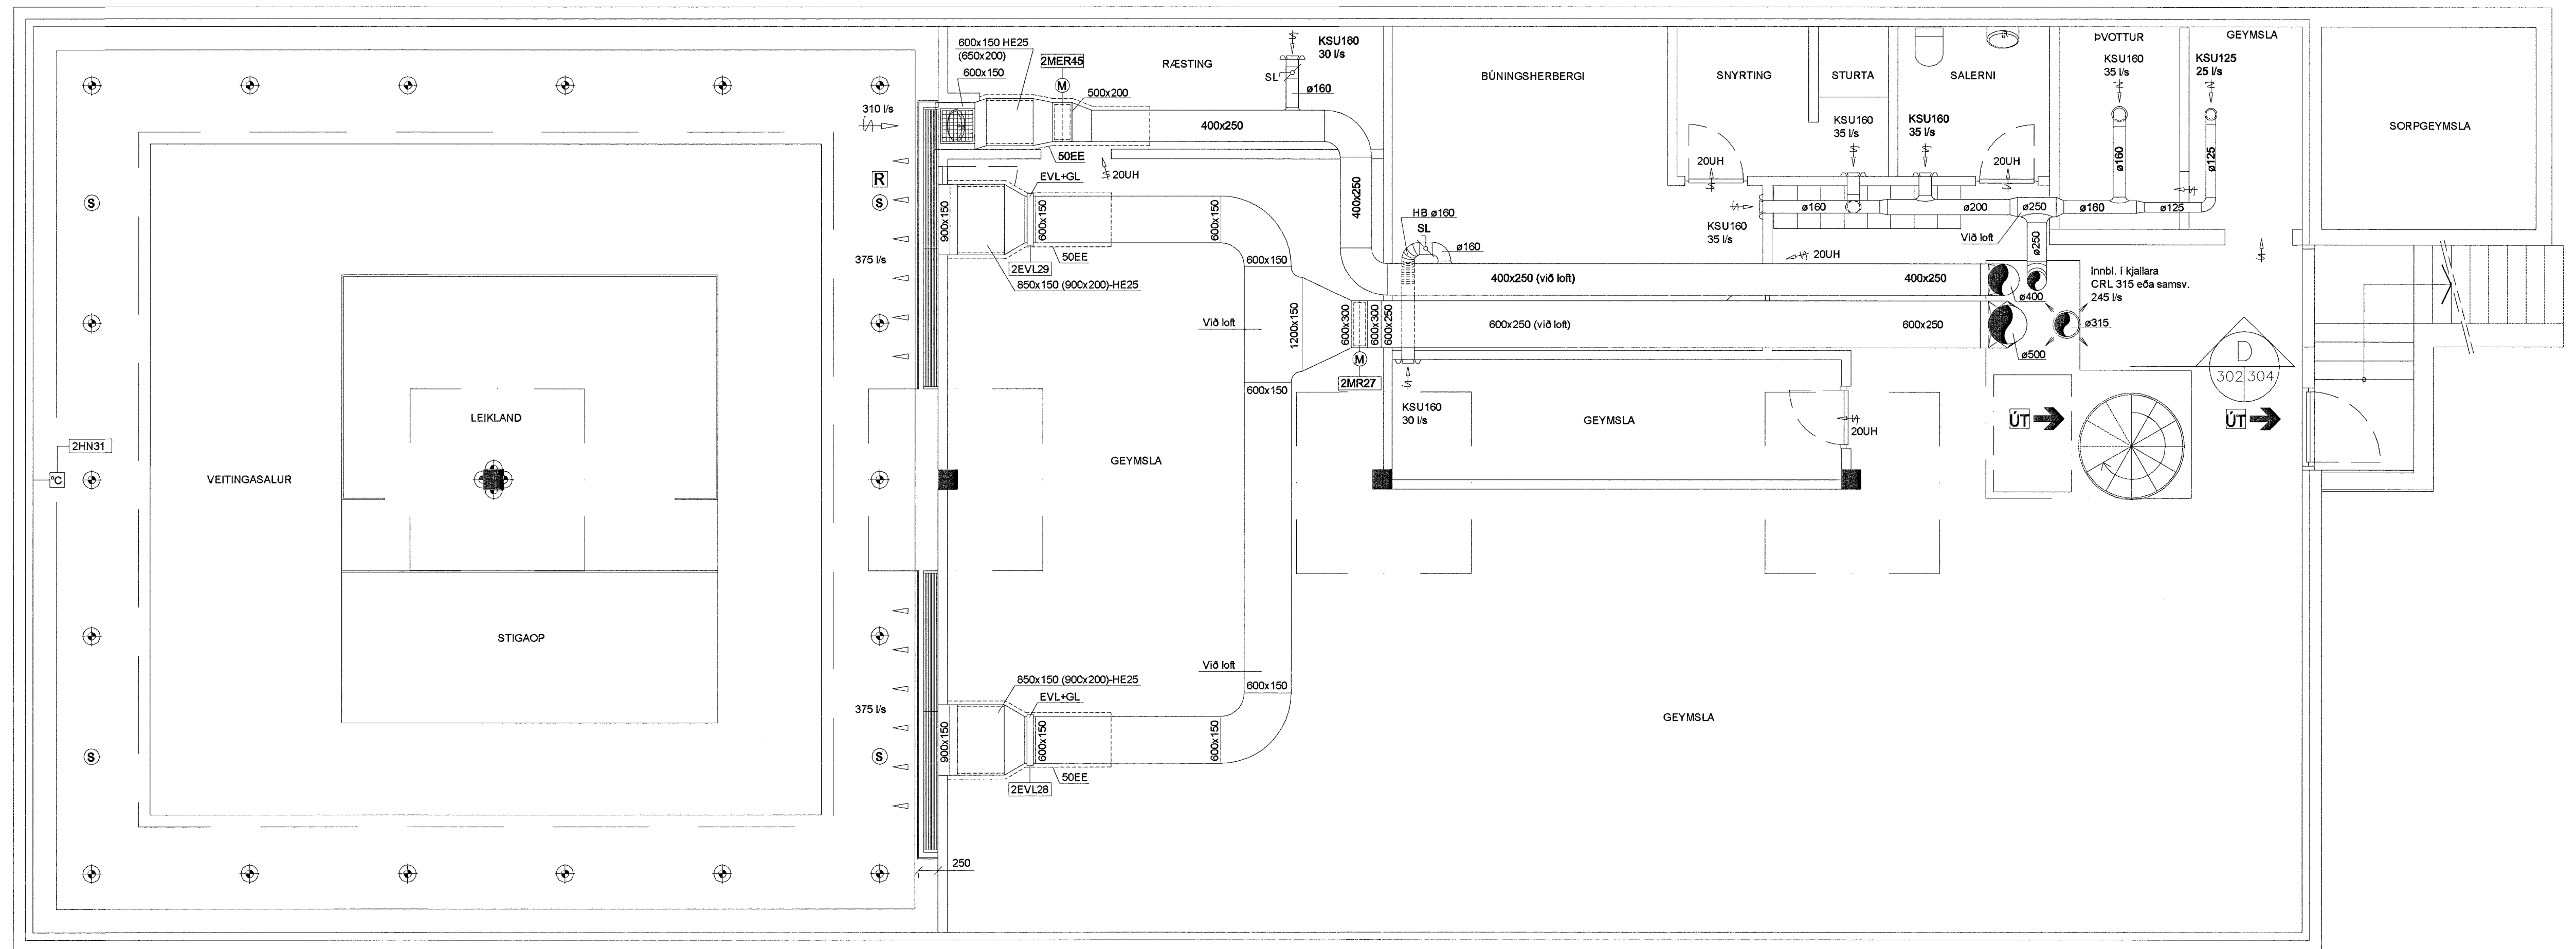 600x150 HE25
(650x200)
600x150
2MER45
M
500x200
RÆSTING
KSU160
30 l/s
SL
ø160
310 l/s
400x250
50EE
20UH
EVL+GL
R
S
S
BÚNINGSHERBERGI
SNYRTING
STURTA
SALERNI
ÞVOTTUR
GEYMSLA
KSU160
35 l/s
KSU125
25 l/s
KSU160
35 l/s
KSU160
35 l/s
20UH
20UH
ø160
ø125
SORPGEYMSLA
900x150
600x150
600x150
400x250
HB ø160
SL
ø160
KSU160
35 l/s
ø160
ø200
ø250
ø160
ø125
Við loft
ø250
20UH
375 l/s
2EVL29
50EE
850x150 (900x200)-HE25
600x150
400x250 (við loft)
400x250
ø400
Innbl. í kjallara
CRL 315 eða samsv.
245 l/s
Við loft
1200x150
600x300
600x300
600x250
600x250 (við loft)
600x250
ø315
ø500
M
2MR27
600x150
D
302
304
KSU160
30 l/s
GEYMSLA
20UH
ÚT
ÚT
LEIKLAND
2HN31
°C
VEITINGASALUR
GEYMSLA
STIGAOP
Við loft
850x150 (900x200)-HE25
600x150
EVL+GL
375 l/s
GEYMSLA
900x150
600x150
600x150
S
S
50EE
2EVL28
250